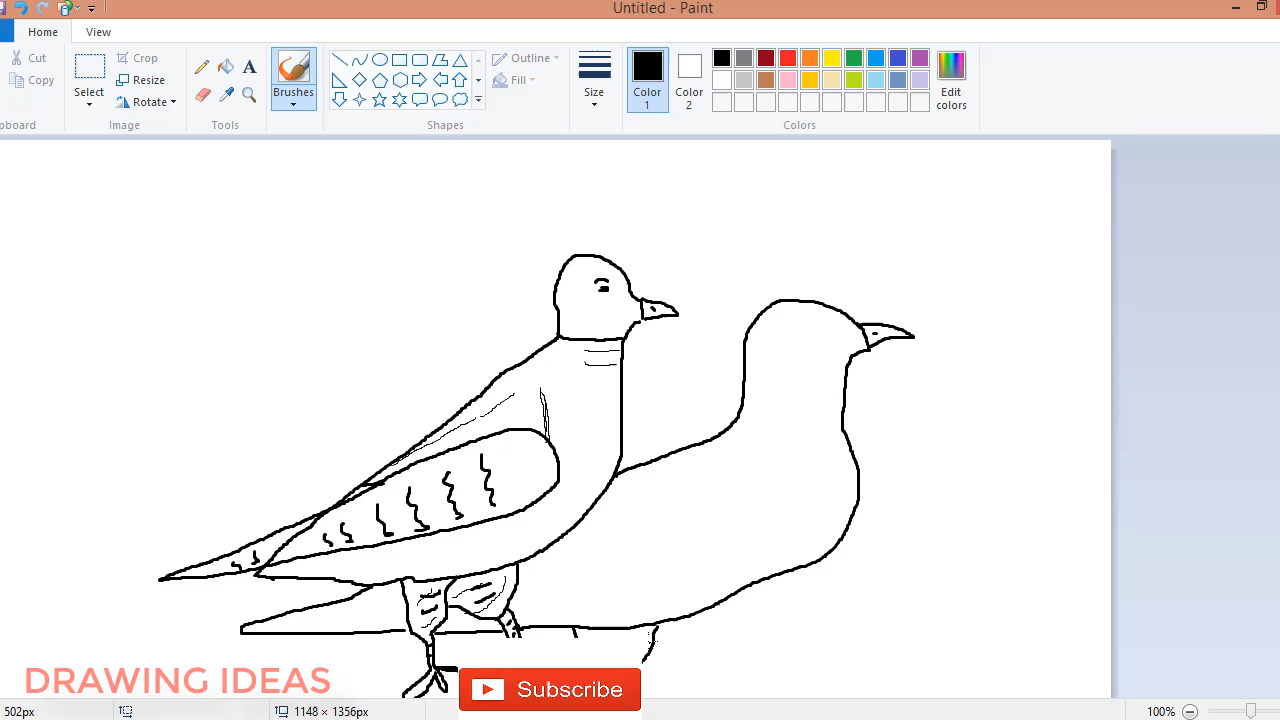 Untitled - Paint
Home
View
Cut
Copy
pboard
Select
Crop
Resize
Rotate
Image
A
Tools
Brushes
Outline
Fill
Shapes
Size
Color 1
Color 2
Edit colors
Colors
DRAWING IDEAS
Subscribe
502px
1148 × 1356px
100%